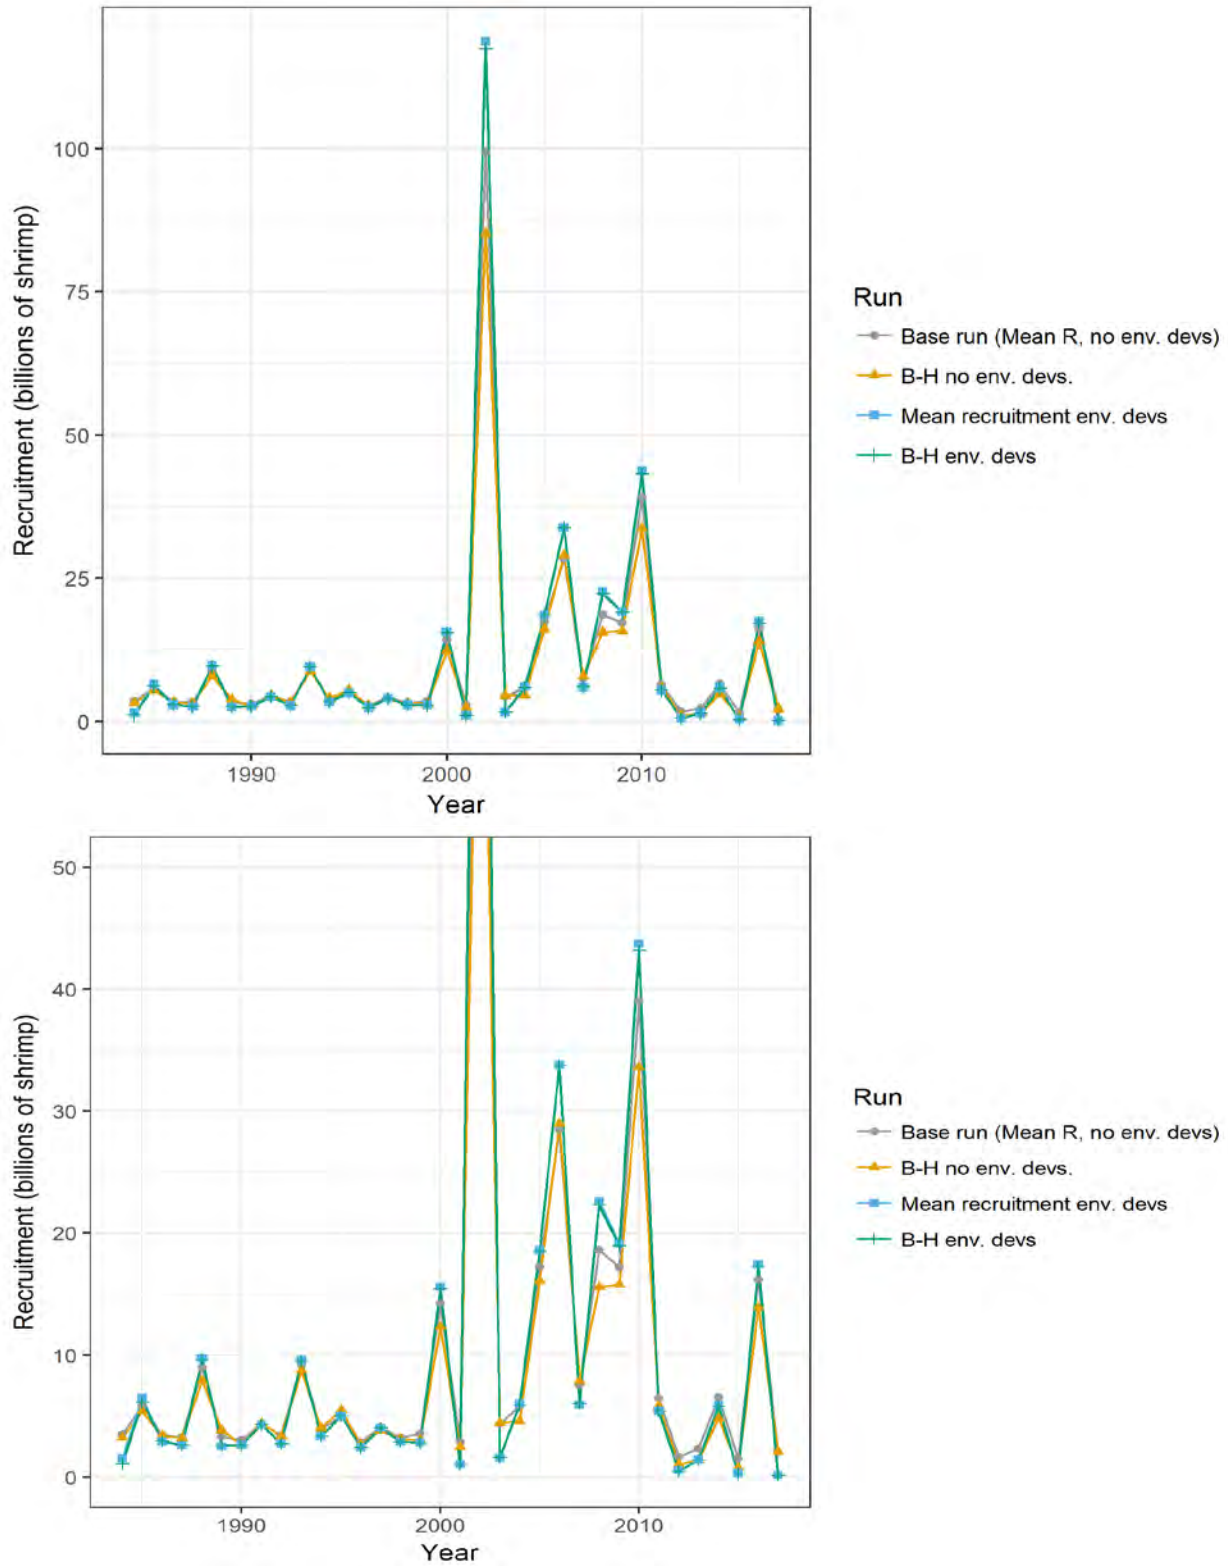 Recruitment (billions of shrimp)
100
75
50
25
0
1990
2000
2010
Year
Run
Base run (Mean R, no env. devs)
B-H no env. devs.
Mean recruitment env. devs
B-H env. devs
Recruitment (billions of shrimp)
50
40
30
20
10
0
1990
2000
2010
Year
Run
Base run (Mean R, no env. devs)
B-H no env. devs.
Mean recruitment env. devs
B-H env. devs